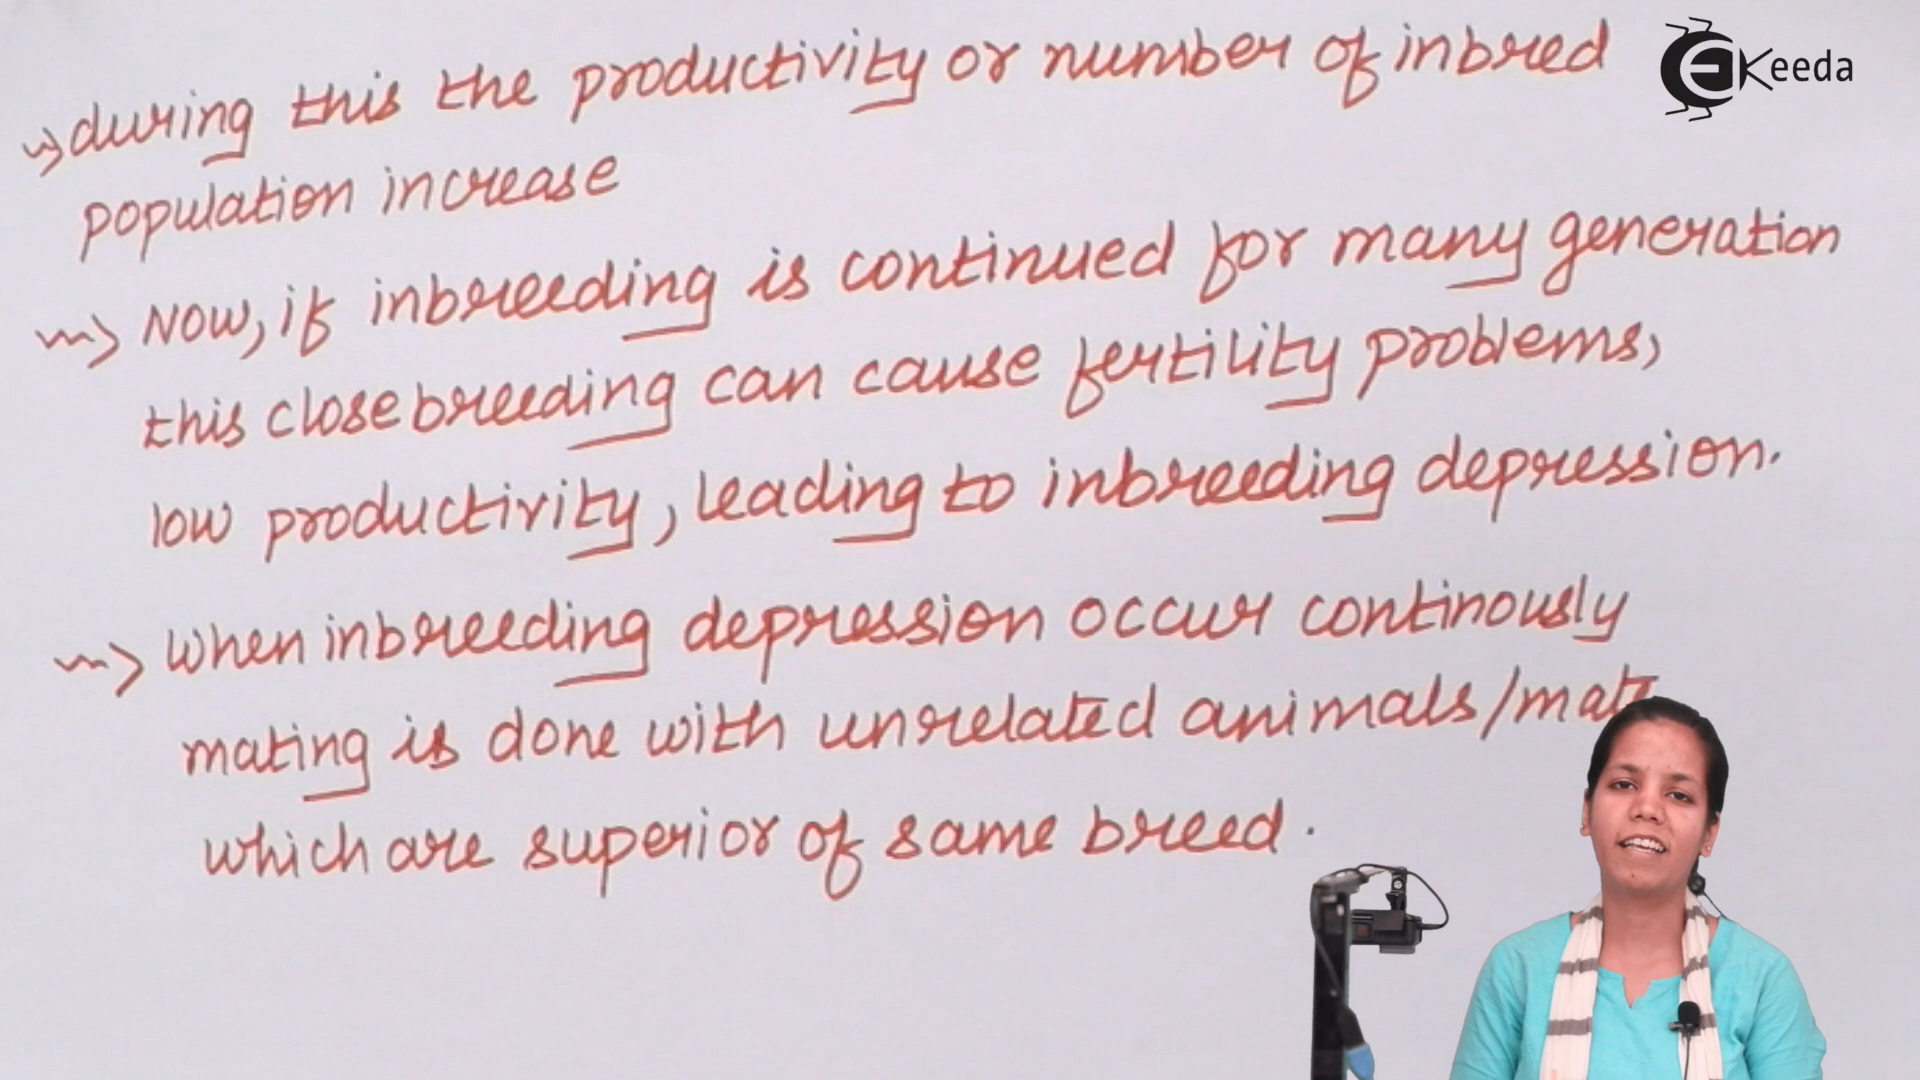 →during this the productivity or number of inbred
population increase
→ Now, if inbreeding is continued for many generation
this close breeding can cause fertility problems,
low productivity, leading to inbreeding depression.
→ When inbreeding depression occur continously
mating is done with unrelated animals/mate
which are superior of same breed.
EKeeda